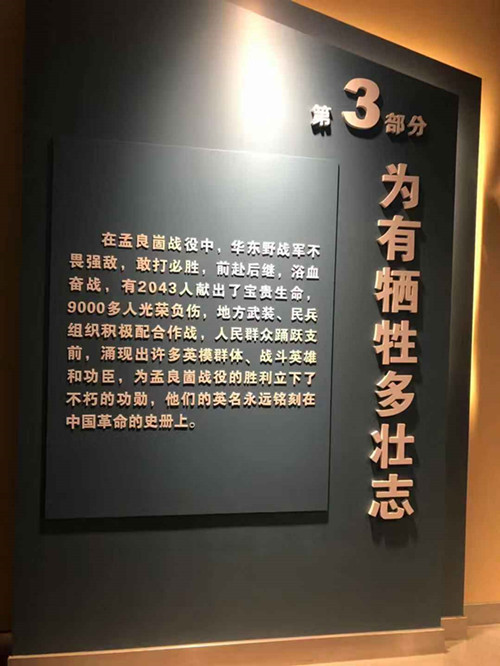 第3部分
为有牺牲多壮志
在孟良崮战役中，华东野战军不
畏强敌，敢打必胜，前赴后继，浴血
奋战，有2043人献出了宝贵生命，
9000多人光荣负伤，地方武装、民兵
组织积极配合作战，人民群众踊跃支
前，涌现出许多英模群体、战斗英雄
和功臣，为孟良崮战役的胜利立下了
不朽的功勋，他们的英名永远铭刻在
中国革命的史册上。